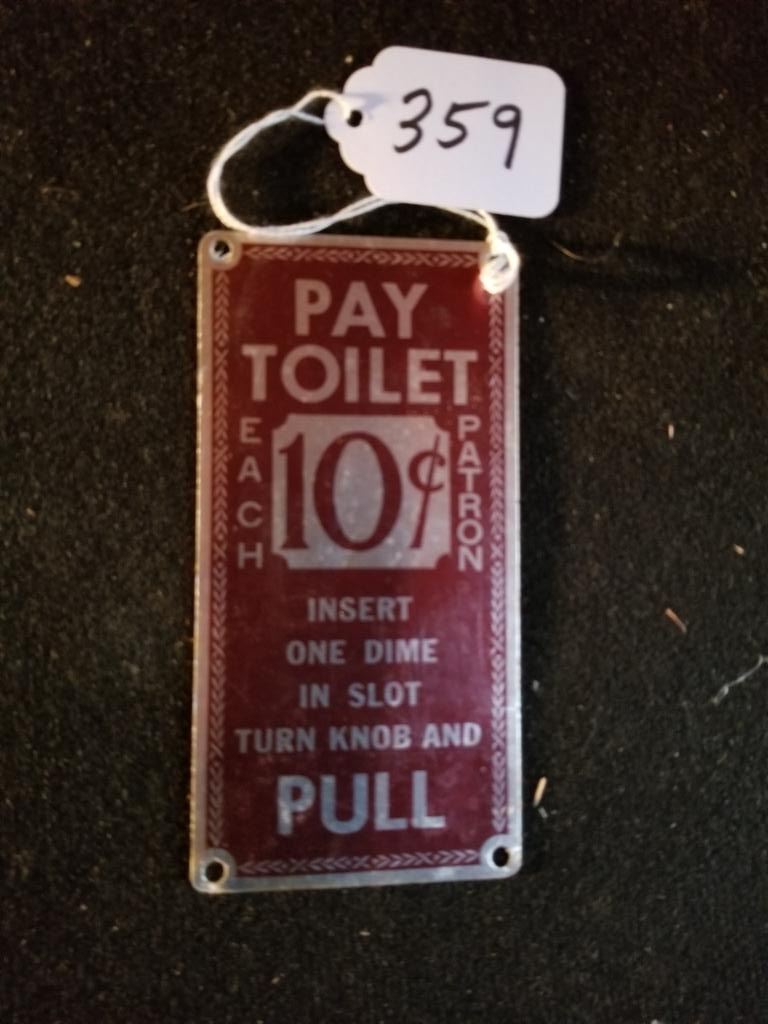 359
PAY
TOILET
EACH
10¢
PATRON
INSERT
ONE DIME
IN SLOT
TURN KNOB AND
PULL